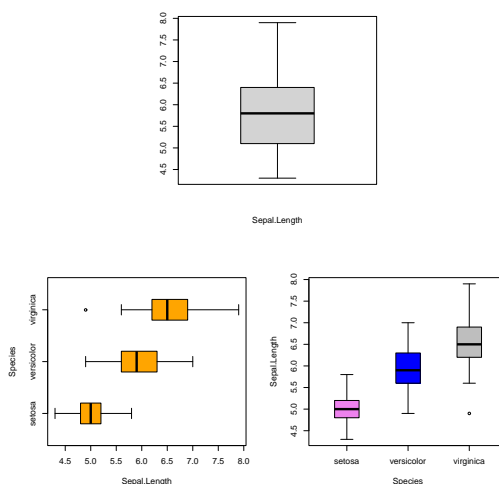 8.0
7.5
7.0
6.5
6.0
5.5
5.0
4.5
Sepal.Length
virginica
versicolor
setosa
Species
4.5 5.0 5.5 6.0 6.5 7.0 7.5 8.0
Sepal.Length
8.0
7.5
7.0
6.5
6.0
5.5
5.0
4.5
Sepal.Length
setosa versicolor virginica
Species